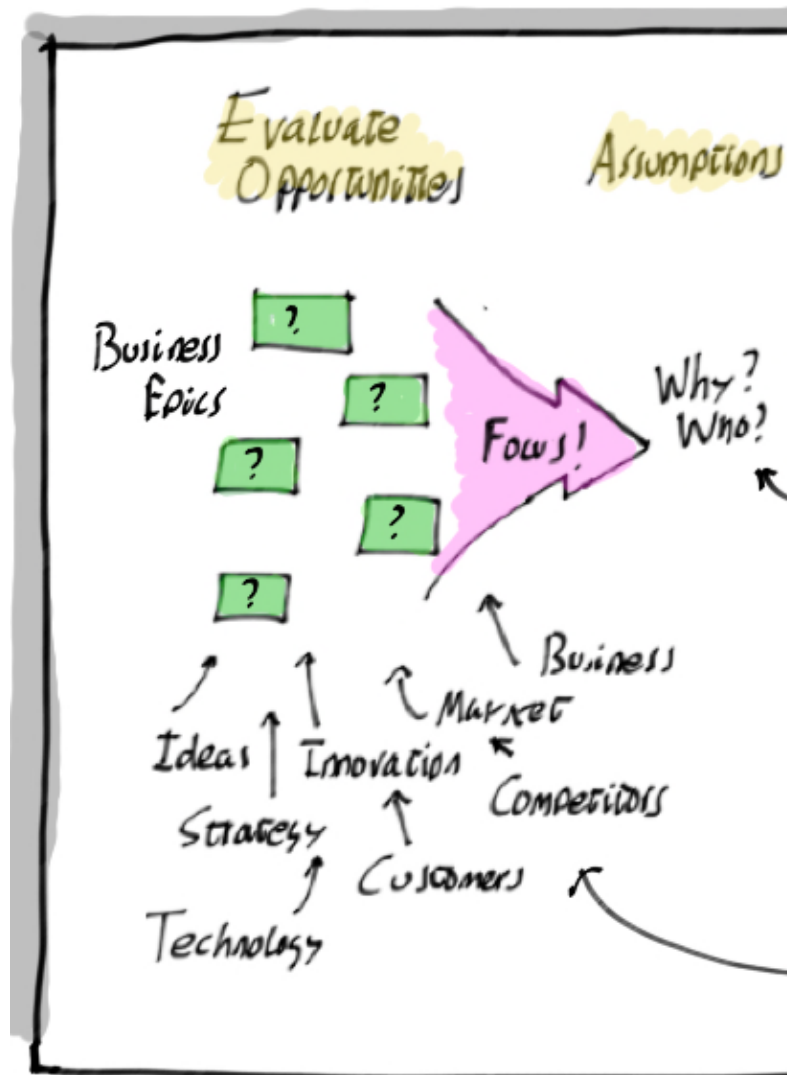 Evaluate
Opportunities
Assumptions
Business
Epics
?
?
?
?
?
Focus!
Why?
Who?
Business
Market
Ideas
Innovation
Competitors
Strategy
Customers
Technology